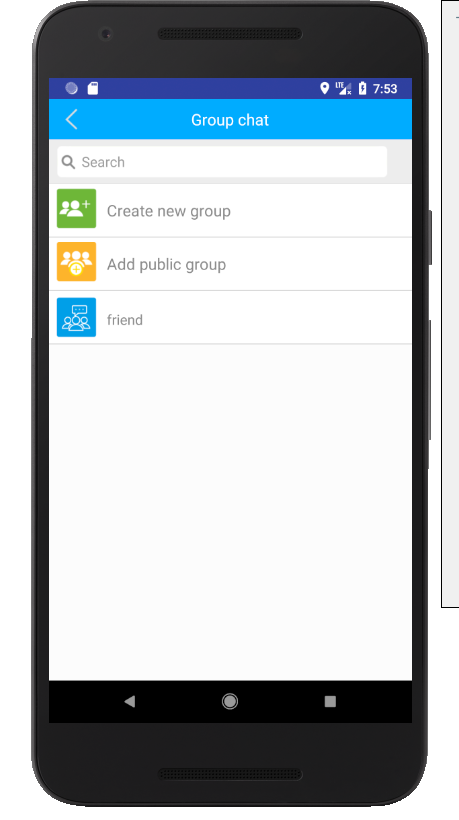 LTE 7:53
Group chat
Search
Create new group
Add public group
friend